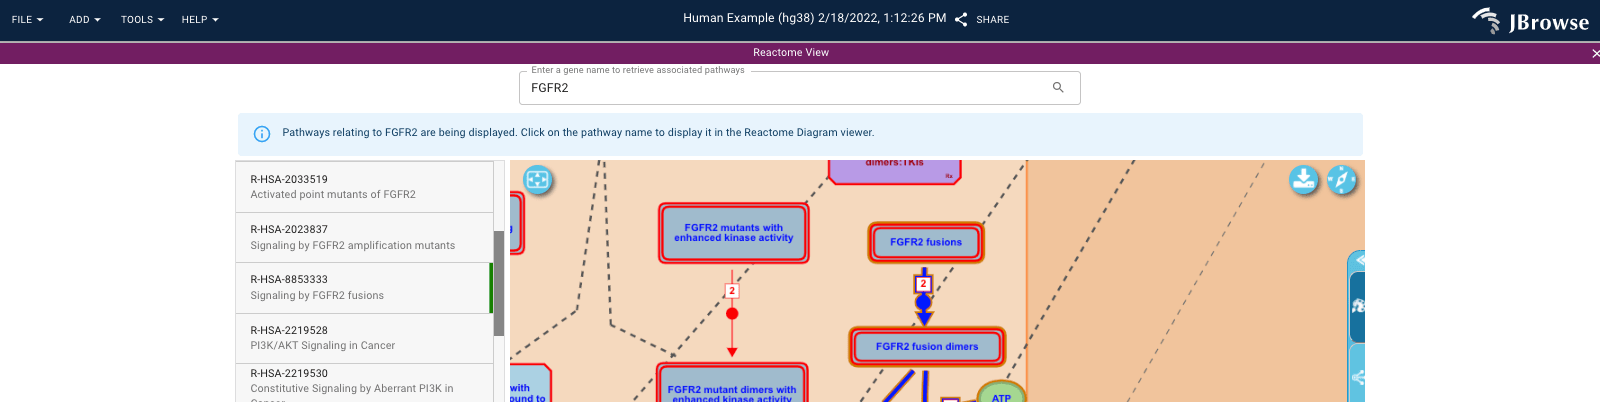 FILE ADD TOOLS HELP Human Example (hg38) 2/18/2022, 1:12:26 PM SHARE JBrowse
Reactome View
Enter a gene name to retrieve associated pathways
FGFR2
Pathways relating to FGFR2 are being displayed. Click on the pathway name to display it in the Reactome Diagram viewer.
R-HSA-2033519
Activated point mutants of FGFR2
R-HSA-2023837
Signaling by FGFR2 amplification mutants
R-HSA-8853333
Signaling by FGFR2 fusions
R-HSA-2219528
PI3K/AKT Signaling in Cancer
R-HSA-2219530
Constitutive Signaling by Aberrant PI3K in
Cancer
dimers:TKIs
Rx
FGFR2 mutants with
enhanced kinase activity
FGFR2 fusions
2
2
FGFR2 fusion dimers
with
ound to
FGFR2 mutant dimers with
enhanced kinase activity
ATP